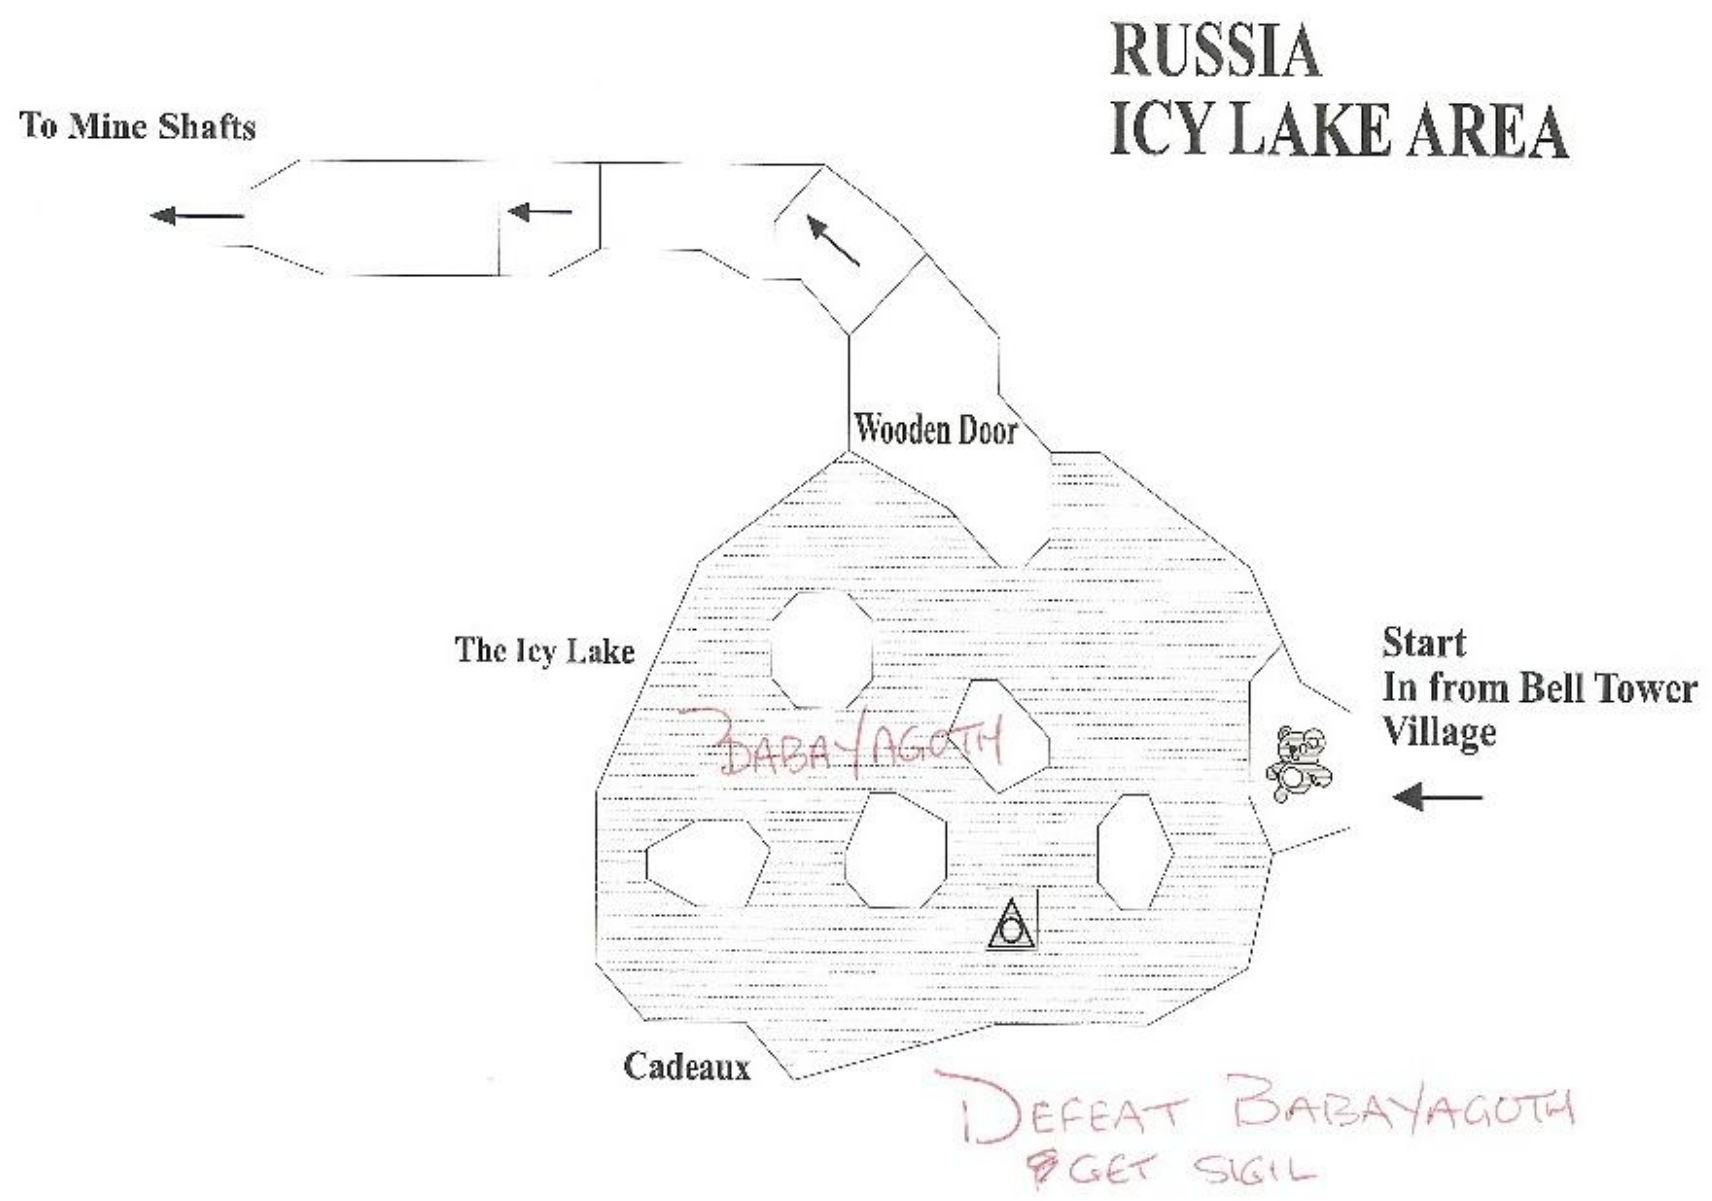 RUSSIA
ICY LAKE AREA
To Mine Shafts
Wooden Door
The Icy Lake
Start
In from Bell Tower
Village
BABAYAGOTH
Cadeaux
DEFEAT BABAYAGOTH
& GET SIGIL